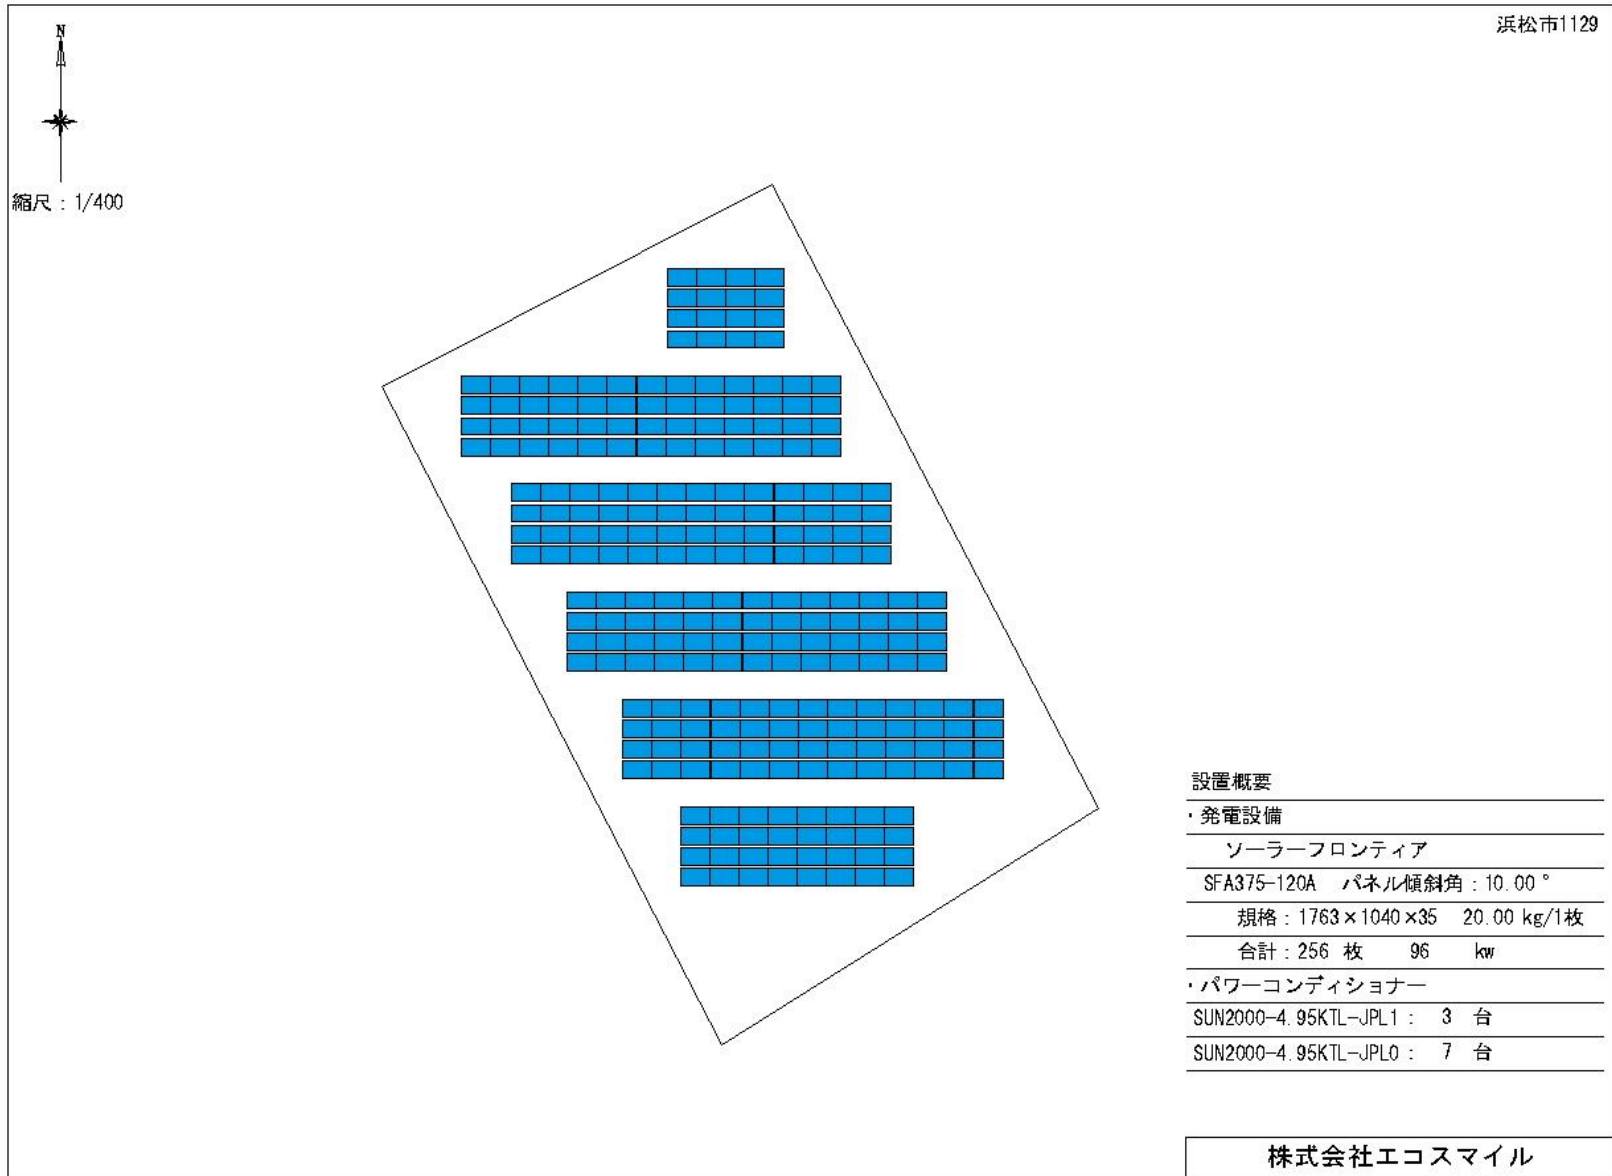 浜松市1129
N
縮尺：1/400
設置概要
・発電設備
ソーラーフロンティア
SFA375-120A パネル傾斜角：10.00°
規格：1763×1040×35 20.00 kg/1枚
合計：256 枚 96 kw
・パワーコンディショナー
SUN2000-4.95KTL-JPL1： 3 台
SUN2000-4.95KTL-JPL0： 7 台
株式会社エコスマイル